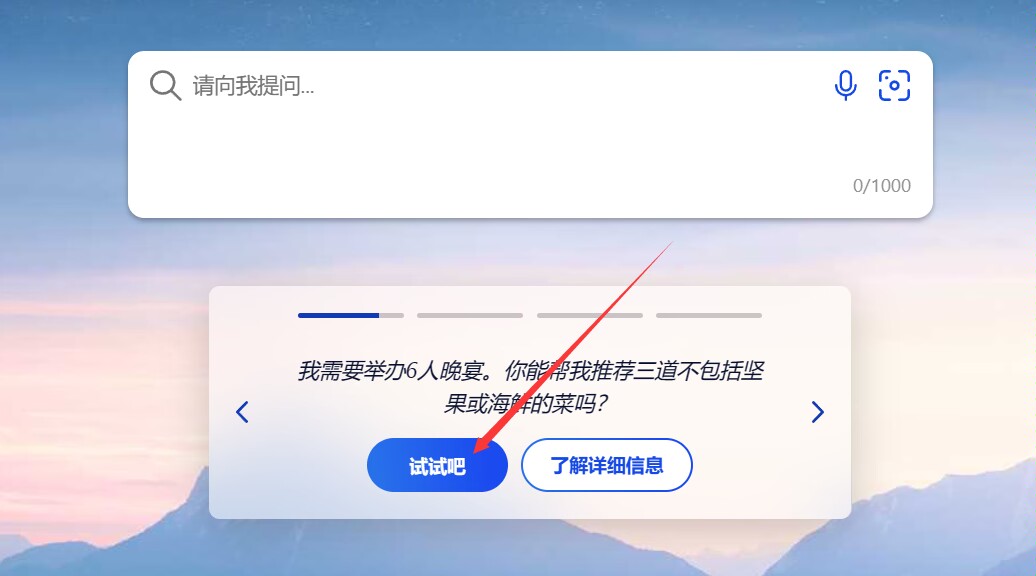 请向我提问...
0/1000
我需要举办6人晚宴。你能帮我推荐三道不包括坚
果或海鲜的菜吗?
试试吧
了解详细信息